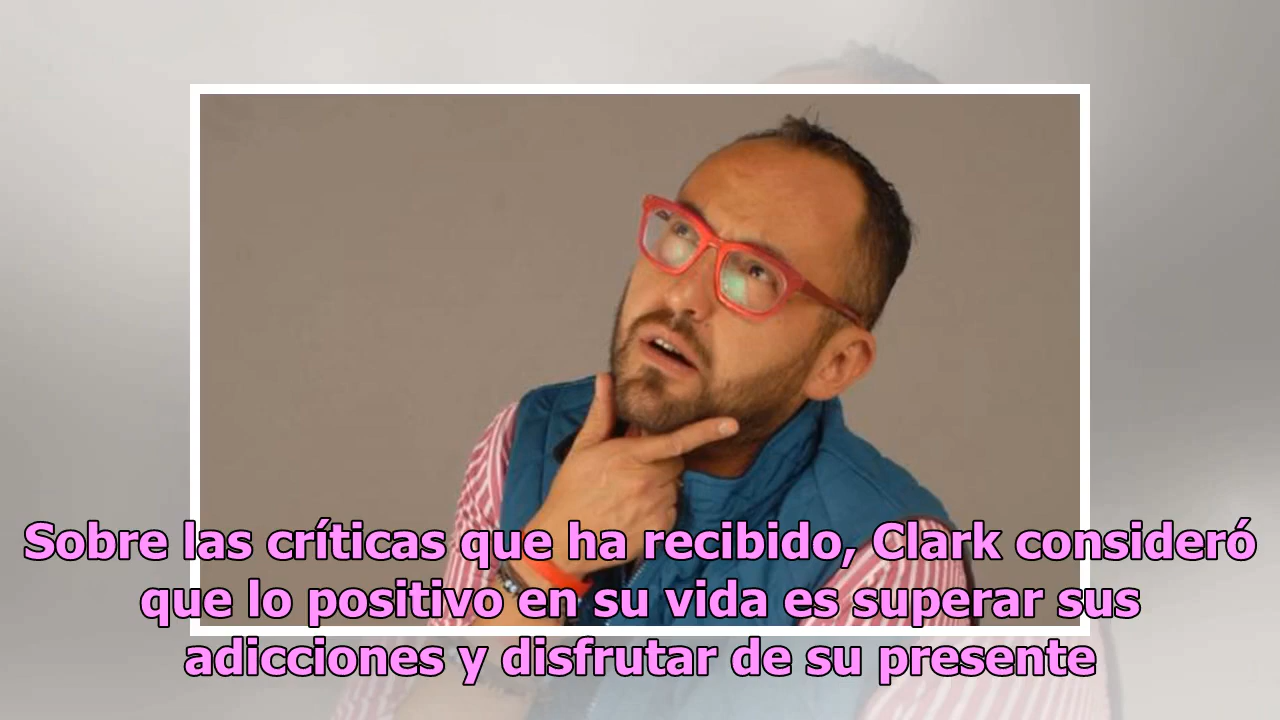 Sobre las críticas que ha recibido, Clark consideró
que lo positivo en su vida es superar sus
adicciones y disfrutar de su presente